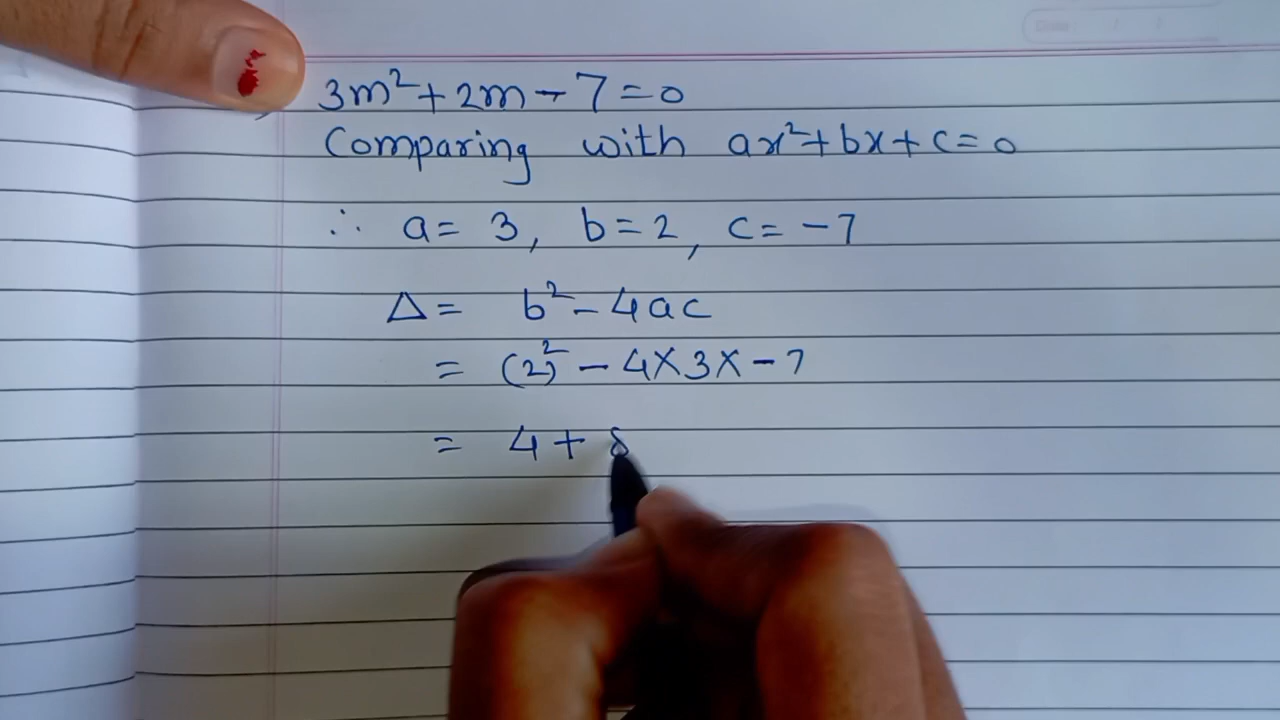 3m²+2m-7=0
Comparing with ax²+bx+c=0
∴ a= 3, b=2, c=-7
Δ= b²-4ac
= (2)²-4×3×-7
= 4+8